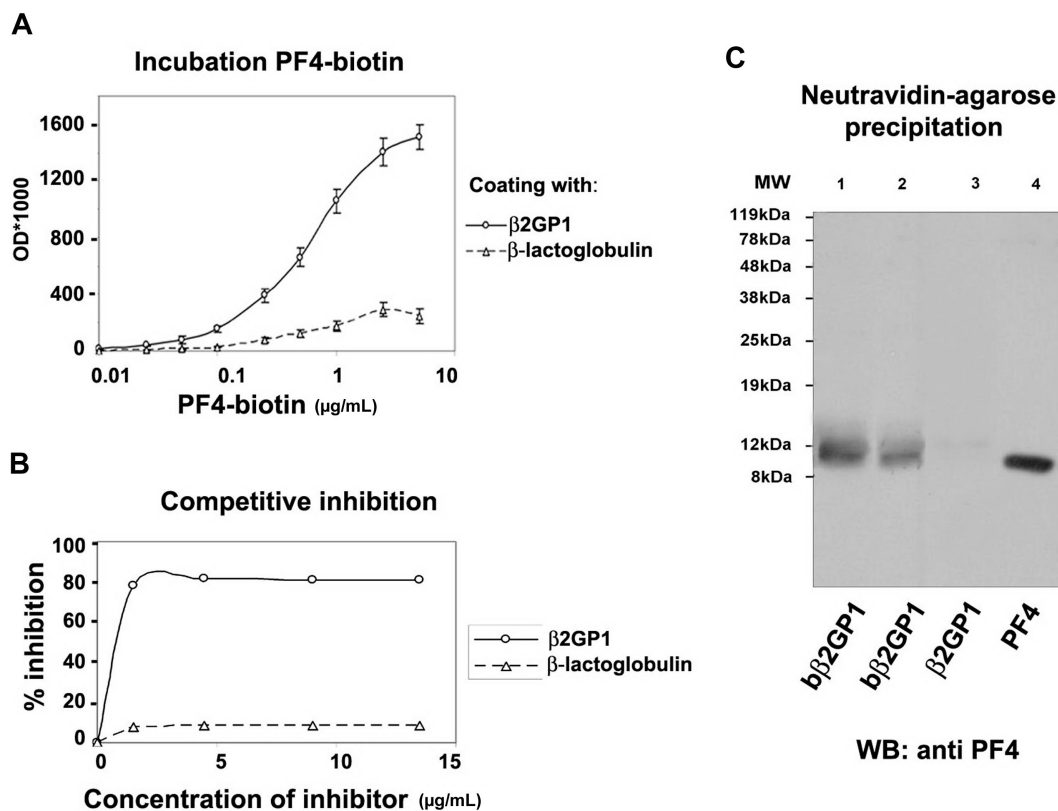 A
Incubation PF4-biotin
1600
1200
800
400
0
OD*1000
0.01 0.1 1 10
PF4-biotin (µg/mL)
Coating with:
β2GP1
β-lactoglobulin
B
Competitive inhibition
100
80
60
40
20
0
% inhibition
0 5 10 15
Concentration of inhibitor (µg/mL)
β2GP1
β-lactoglobulin
C
Neutravidin-agarose
precipitation
MW 1 2 3 4
119kDa
78kDa
48kDa
38kDa
25kDa
19kDa
12kDa
8kDa
bβ2GP1 bβ2GP1 β2GP1 PF4
WB: anti PF4